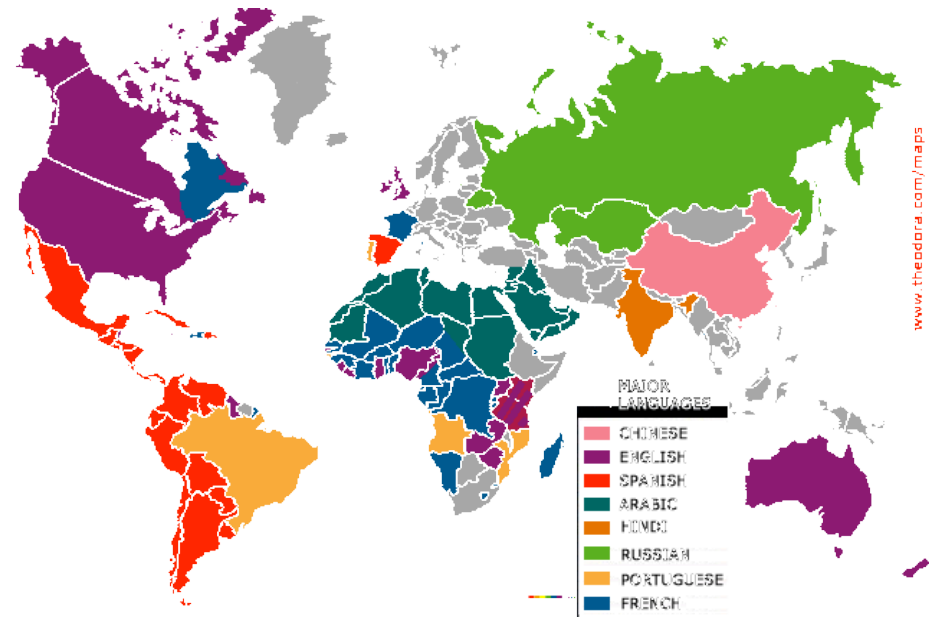 www.theodora.com/maps
MAJOR
LANGUAGES
CHINESE
ENGLISH
SPANISH
ARABIC
HINDI
RUSSIAN
PORTUGUESE
FRENCH